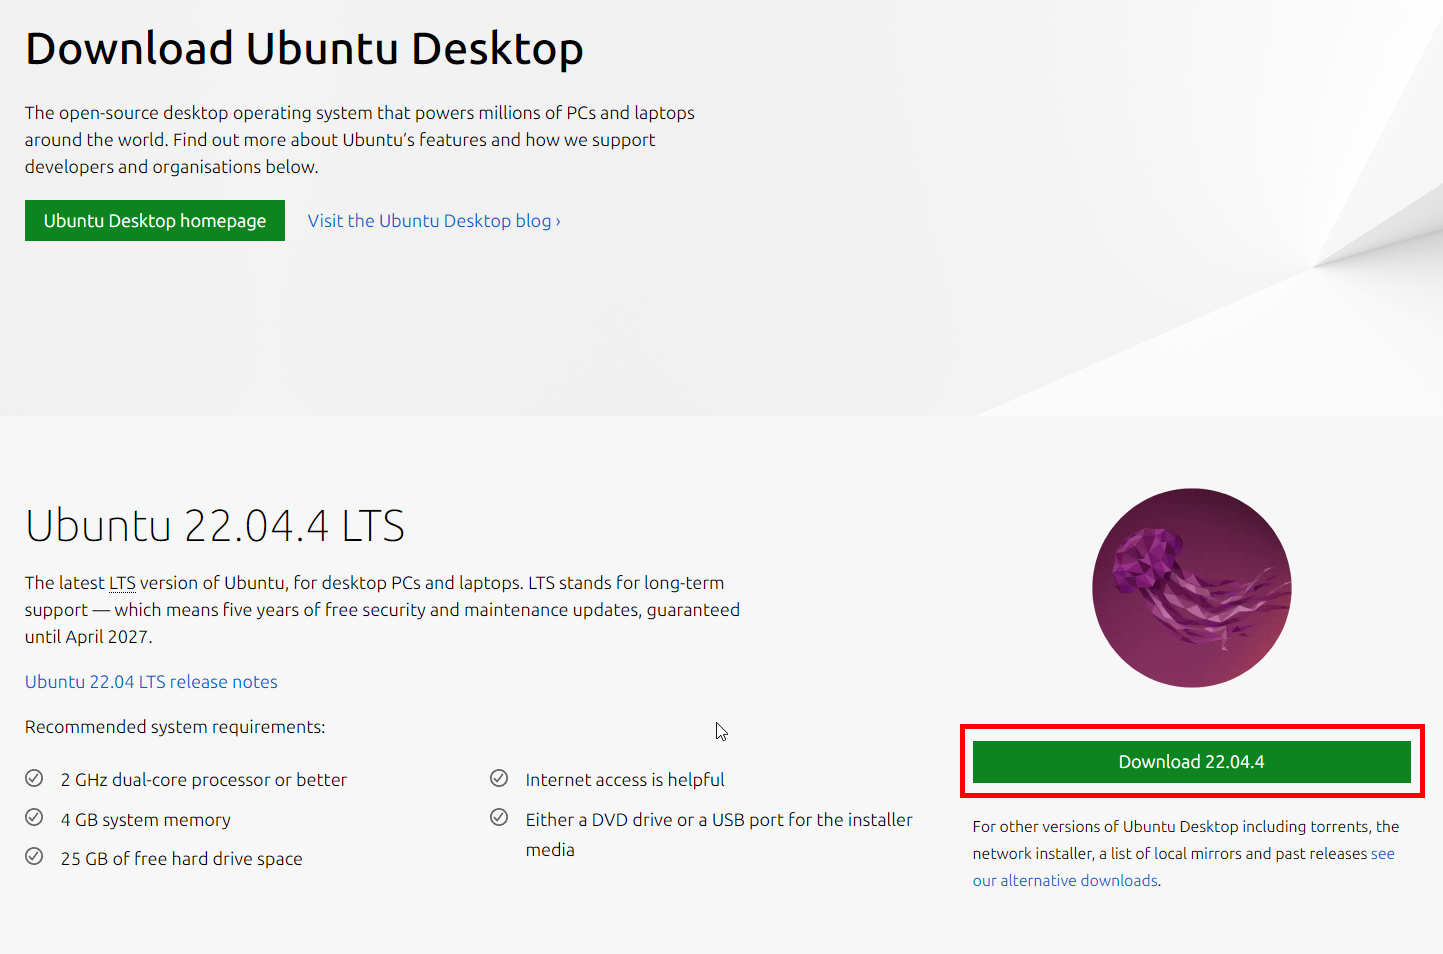 Download Ubuntu Desktop
The open-source desktop operating system that powers millions of PCs and laptops
around the world. Find out more about Ubuntu’s features and how we support
developers and organisations below.
Ubuntu Desktop homepage
Visit the Ubuntu Desktop blog ›
Ubuntu 22.04.4 LTS
The latest LTS version of Ubuntu, for desktop PCs and laptops. LTS stands for long-term
support — which means five years of free security and maintenance updates, guaranteed
until April 2027.
Ubuntu 22.04 LTS release notes
Recommended system requirements:
2 GHz dual-core processor or better
4 GB system memory
25 GB of free hard drive space
Internet access is helpful
Either a DVD drive or a USB port for the installer
media
Download 22.04.4
For other versions of Ubuntu Desktop including torrents, the
network installer, a list of local mirrors and past releases see
our alternative downloads.